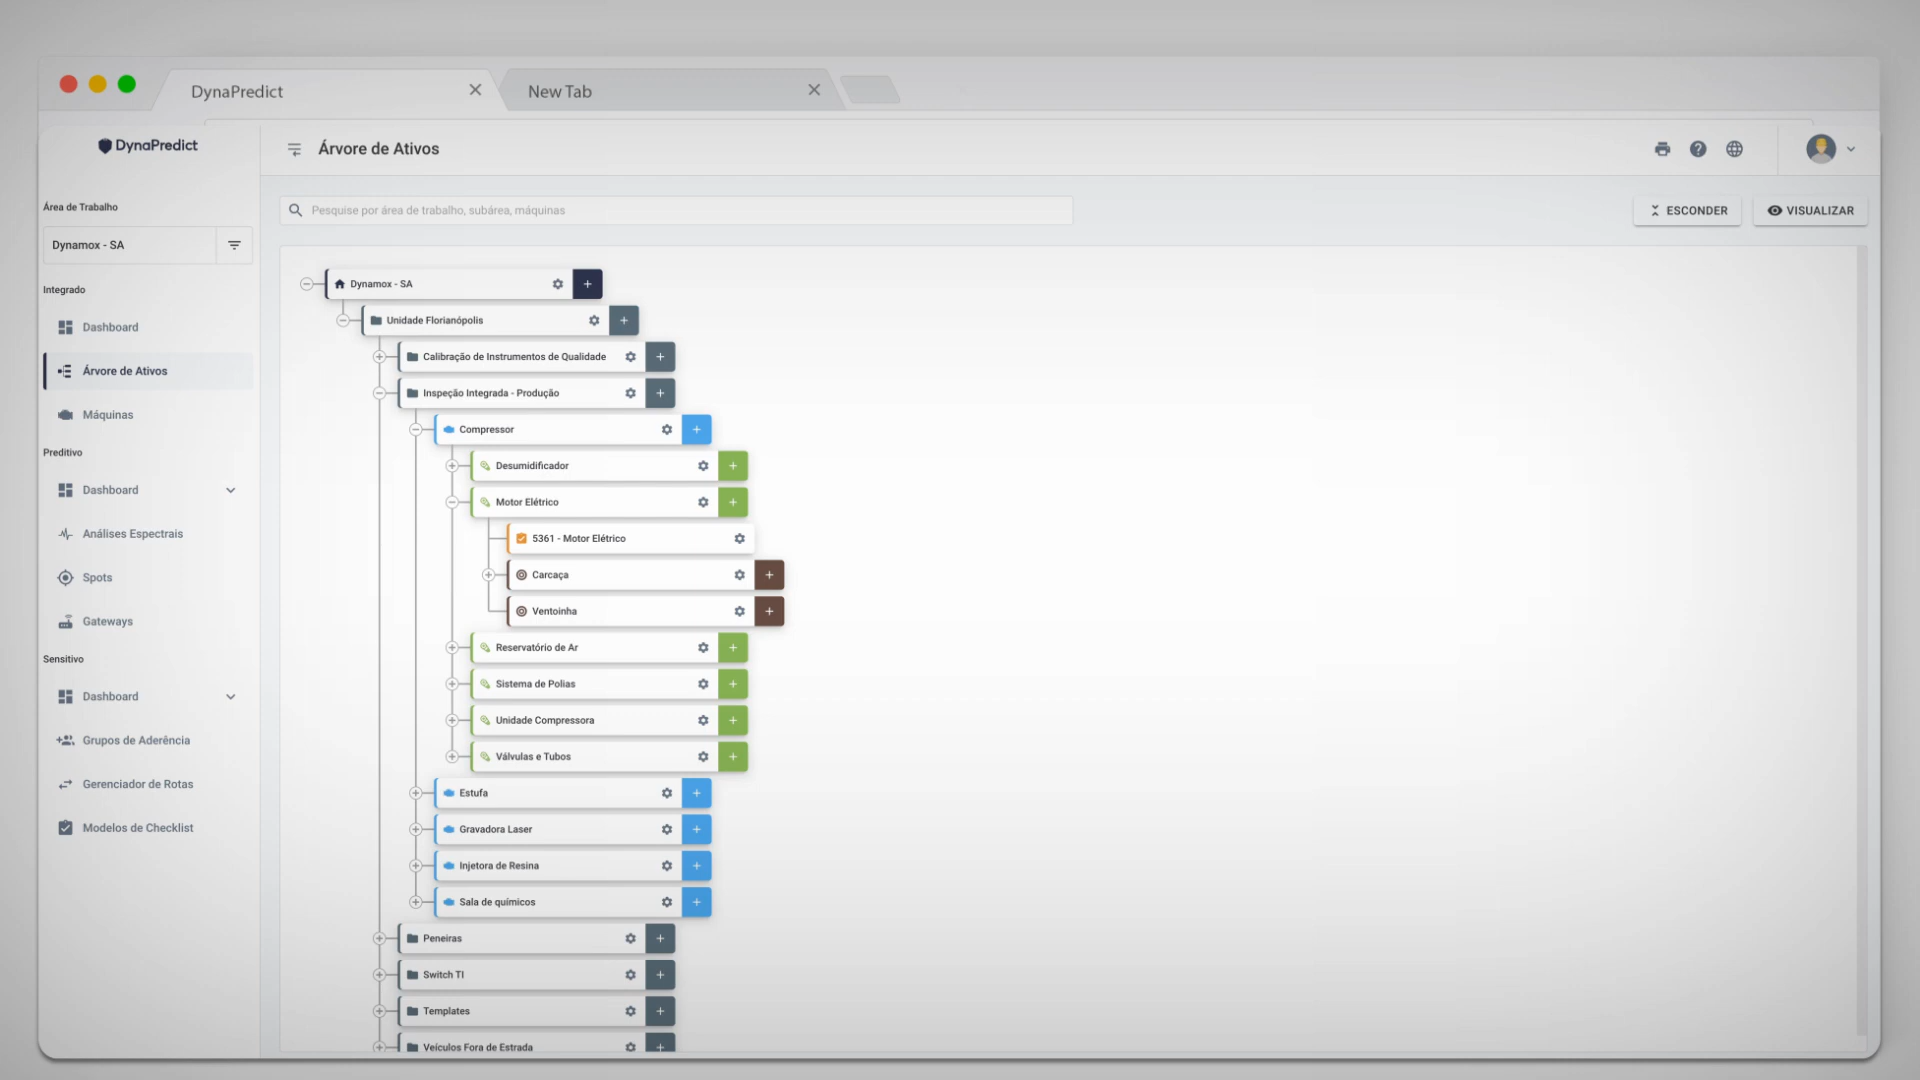 DynaPredict
New Tab
DynaPredict
Árvore de Ativos
Área de Trabalho
Pesquise por área de trabalho, subárea, máquinas
ESCONDER
VISUALIZAR
Dynamox - SA
Integrado
Dashboard
Árvore de Ativos
Máquinas
Preditivo
Dashboard
Análises Espectrais
Spots
Gateways
Sensitivo
Dashboard
Grupos de Aderência
Gerenciador de Rotas
Modelos de Checklist
Dynamox - SA
Unidade Florianópolis
Calibração de Instrumentos de Qualidade
Inspeção Integrada - Produção
Compressor
Desumidificador
Motor Elétrico
5361 - Motor Elétrico
Carcaça
Ventoinha
Reservatório de Ar
Sistema de Polias
Unidade Compressora
Válvulas e Tubos
Estufa
Gravadora Laser
Injetora de Resina
Sala de químicos
Peneiras
Switch TI
Templates
Veículos Fora de Estrada